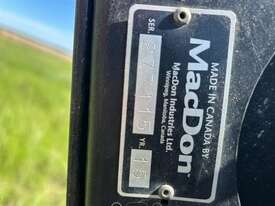 MADE IN CANADA BY
MacDon
MacDon Industries Ltd.
Winnipeg, Manitoba, Canada
SER.
YR. 15